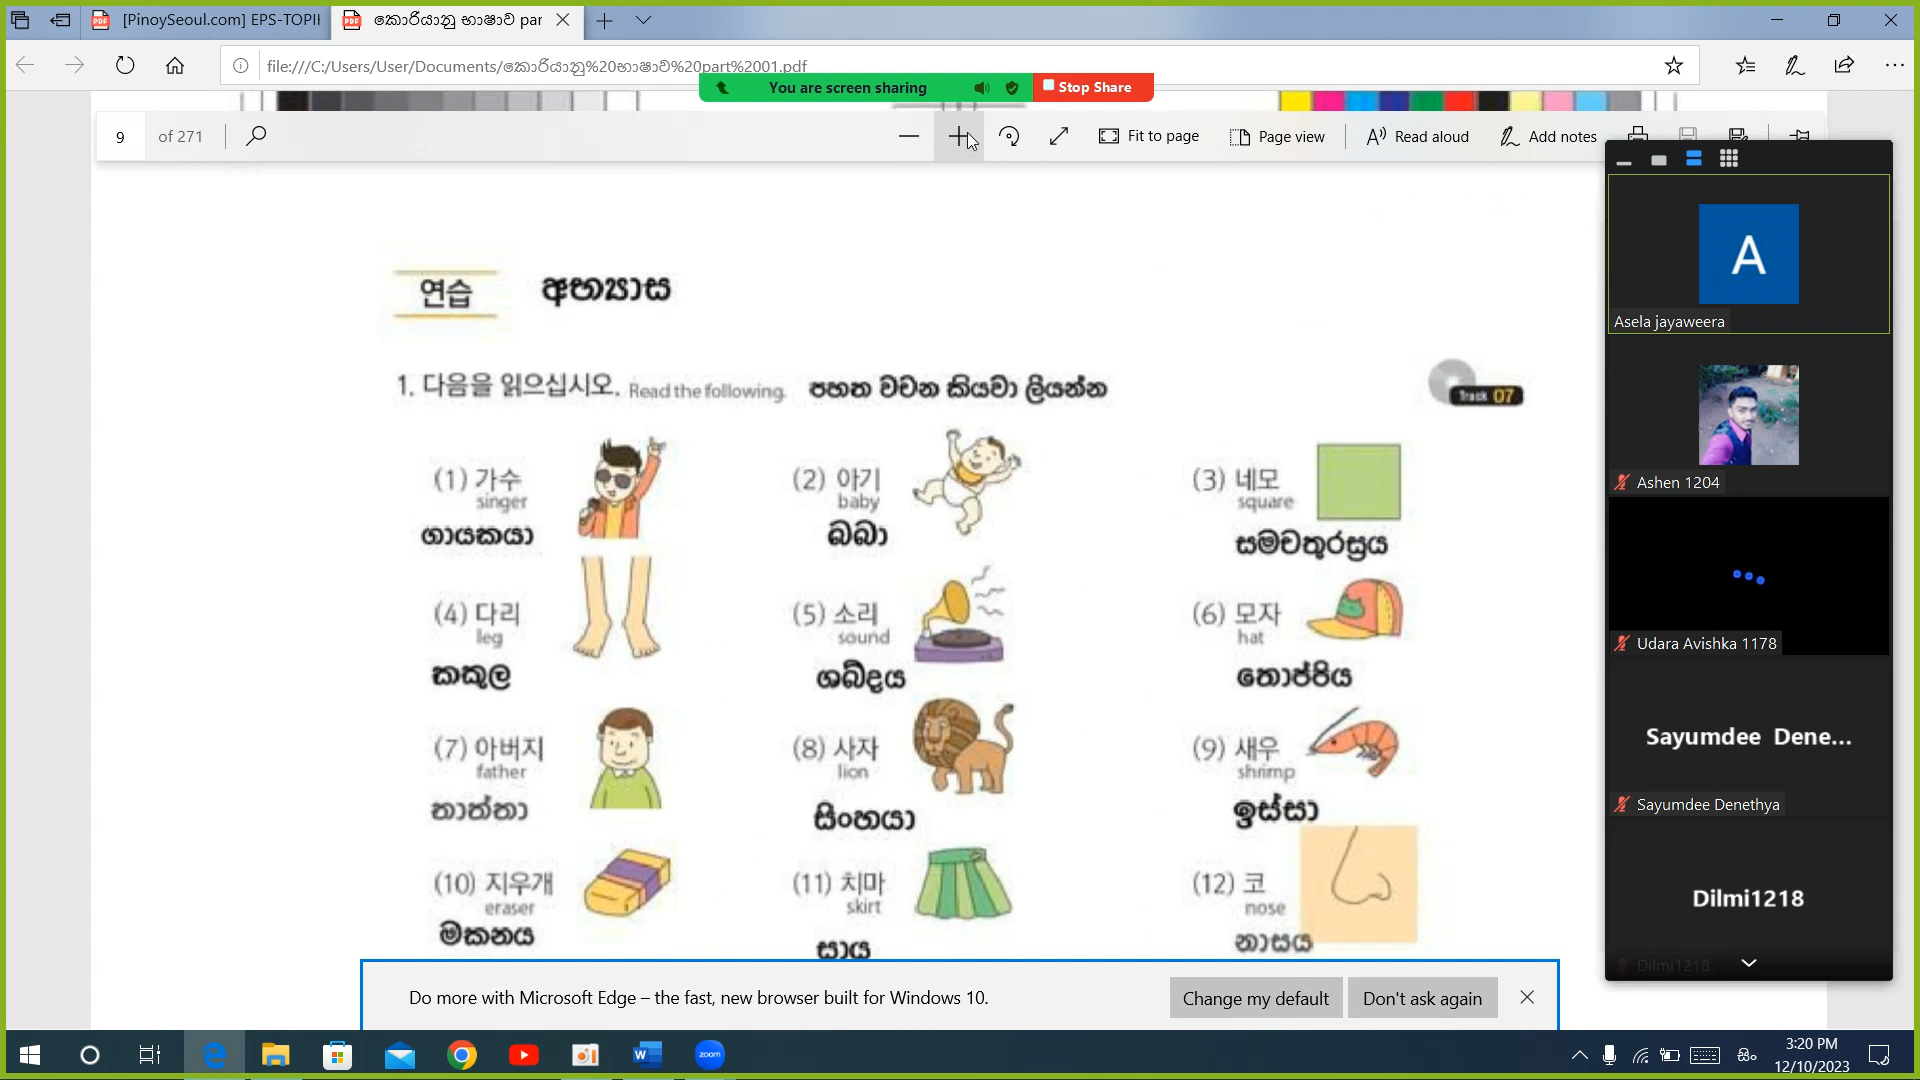 [PinoySeoul.com] EPS-TOPI
කොරියානු භාෂාව par
file:///C:/Users/User/Documents/කොරියානු%20භාෂාව%20part%2001.pdf
You are screen sharing
Stop Share
9 of 271
Fit to page
Page view
Read aloud
Add notes
연습 අභ්‍යාස
1. 다음을 읽으십시오. Read the following. පහත වචන කියවා ලියන්න
Track 07
(1) 가수
singer
ගායකයා
(2) 아기
baby
බබා
(3) 네모
square
සමචතුරස්‍රය
(4) 다리
leg
කකුල
(5) 소리
sound
ශබ්දය
(6) 모자
hat
තොප්පිය
(7) 아버지
father
තාත්තා
(8) 사자
lion
සිංහයා
(9) 새우
shrimp
ඉස්සා
(10) 지우개
eraser
මකනය
(11) 치마
skirt
සාය
(12) 코
nose
නාසය
A
Asela jayaweera
Ashen 1204
Udara Avishka 1178
Sayumdee Dene...
Sayumdee Denethya
Dilmi1218
Dilmi1218
Do more with Microsoft Edge – the fast, new browser built for Windows 10.
Change my default
Don't ask again
zoom
සිං
3:20 PM
12/10/2023